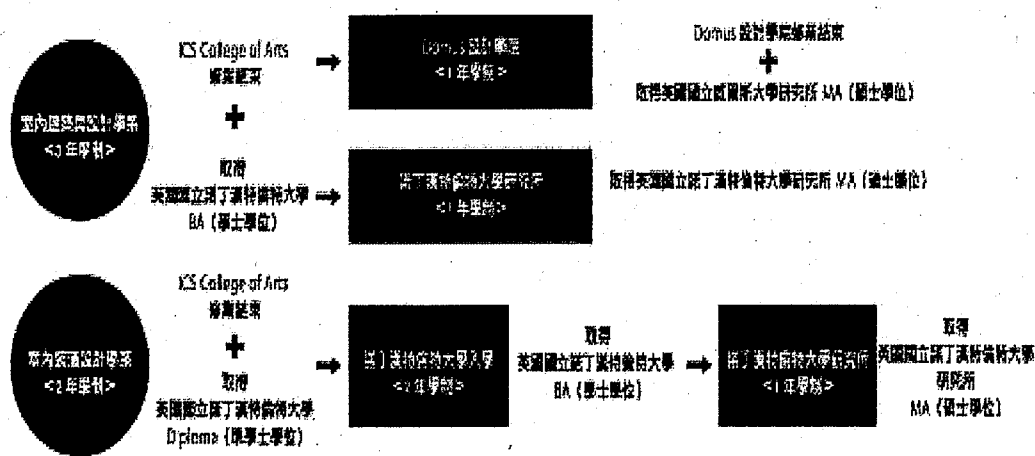 ICS College of Arts
修業結束
+
取得
英國國立諾丁漢特倫特大學
BA（學士學位）
室內建築與設計學系
<3 年學制>
Domus 設計學院
<1 年學制>
Domus 設計學院修業結束
+
取得英國國立威爾斯大學研究所 MA（碩士學位）
諾丁漢特倫特大學研究所
<1 年學制>
取得英國國立諾丁漢特倫特大學研究所 MA（碩士學位）
ICS College of Arts
修業結束
+
取得
英國國立諾丁漢特倫特大學
Diploma（準學士學位）
室內裝潢設計學系
<2 年學制>
諾丁漢特倫特大學
<2 年學制>
取得
英國國立諾丁漢特倫特大學
BA（學士學位）
諾丁漢特倫特大學研究所
<1 年學制>
取得
英國國立諾丁漢特倫特大學
研究所
MA（碩士學位）